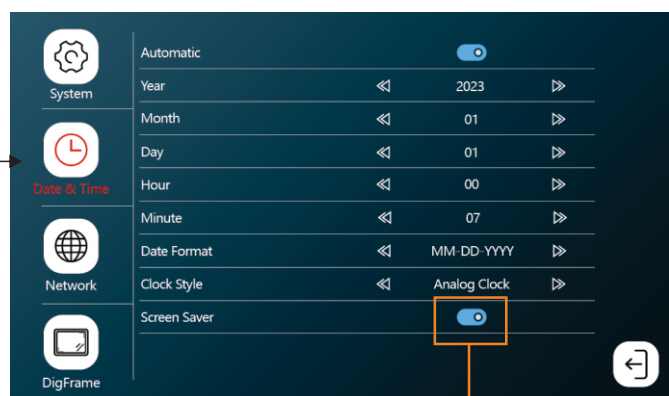 System
Date & Time
Network
DigFrame
Automatic
Year 2023
Month 01
Day 01
Hour 00
Minute 07
Date Format MM-DD-YYYY
Clock Style Analog Clock
Screen Saver